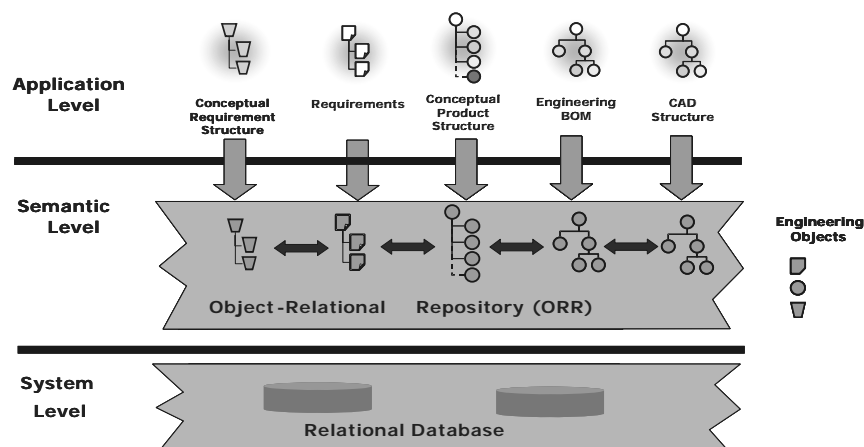 Application
Level
Conceptual
Requirement
Structure
Requirements
Conceptual
Product
Structure
Engineering
BOM
CAD
Structure
Semantic
Level
Engineering
Objects
Object-Relational Repository (ORR)
System
Level
Relational Database